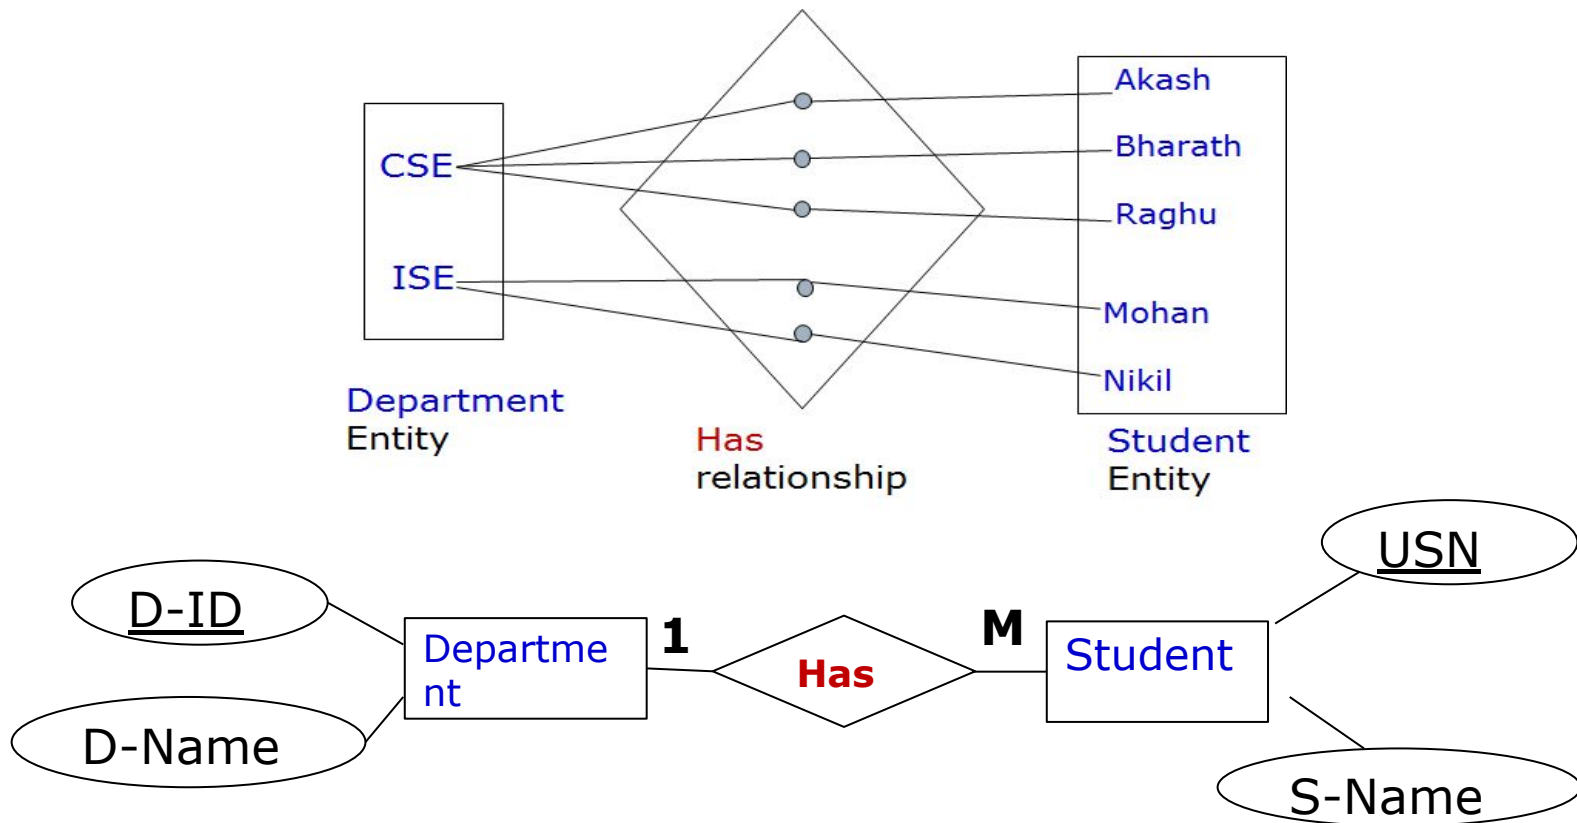 Akash
CSE
Bharath
Raghu
ISE
Mohan
Nikil
Department
Entity
Has
relationship
Student
Entity
USN
D-ID
Departme
nt
1
Has
M
Student
D-Name
S-Name